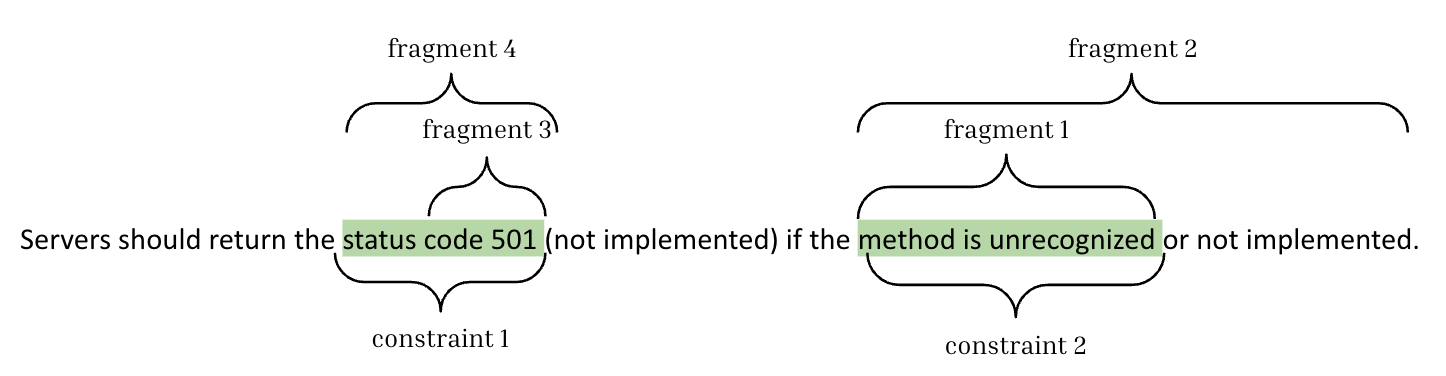 fragment 4
fragment 2
fragment 3
fragment 1
Servers should return the status code 501 (not implemented) if the method is unrecognized or not implemented.
constraint 1
constraint 2